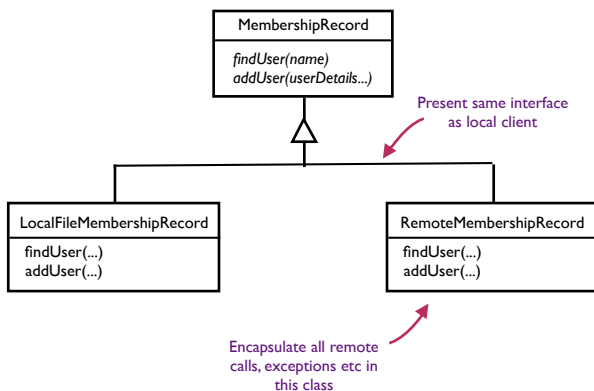 MembershipRecord
findUser(name)
addUser(userDetails...)
Present same interface
as local client
LocalFileMembershipRecord
findUser(...)
addUser(...)
RemoteMembershipRecord
findUser(...)
addUser(...)
Encapsulate all remote
calls, exceptions etc in
this class